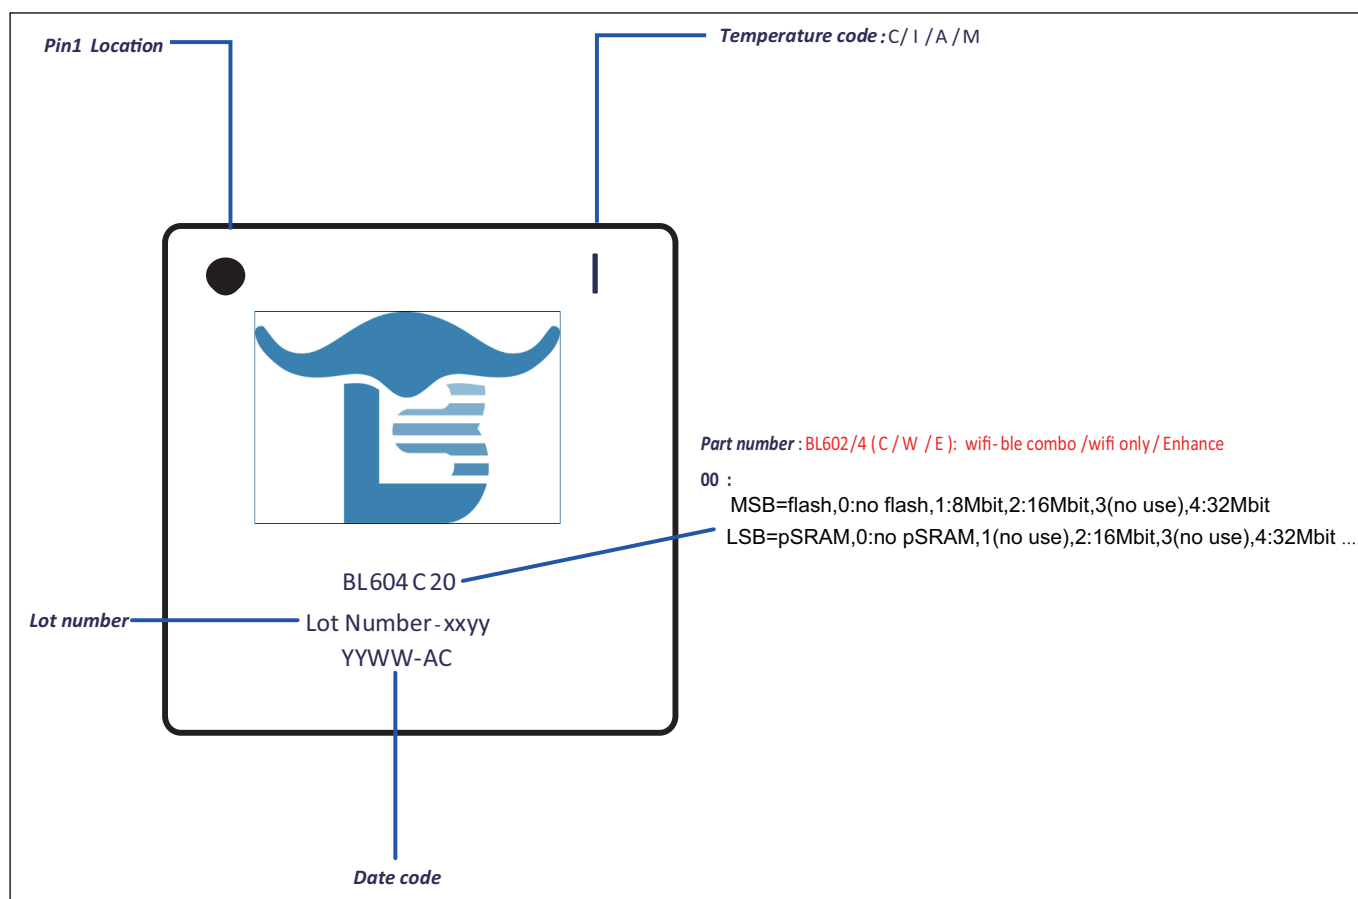 Pin1 Location
Temperature code : C/ I /A /M
I
Part number : BL602/4 ( C / W / E ): wifi-ble combo /wifi only / Enhance
00 :
MSB=flash,0:no flash,1:8Mbit,2:16Mbit,3(no use),4:32Mbit
LSB=pSRAM,0:no pSRAM,1(no use),2:16Mbit,3(no use),4:32Mbit ...
BL604 C 20
Lot number
Lot Number-xxyy
YYWW-AC
Date code